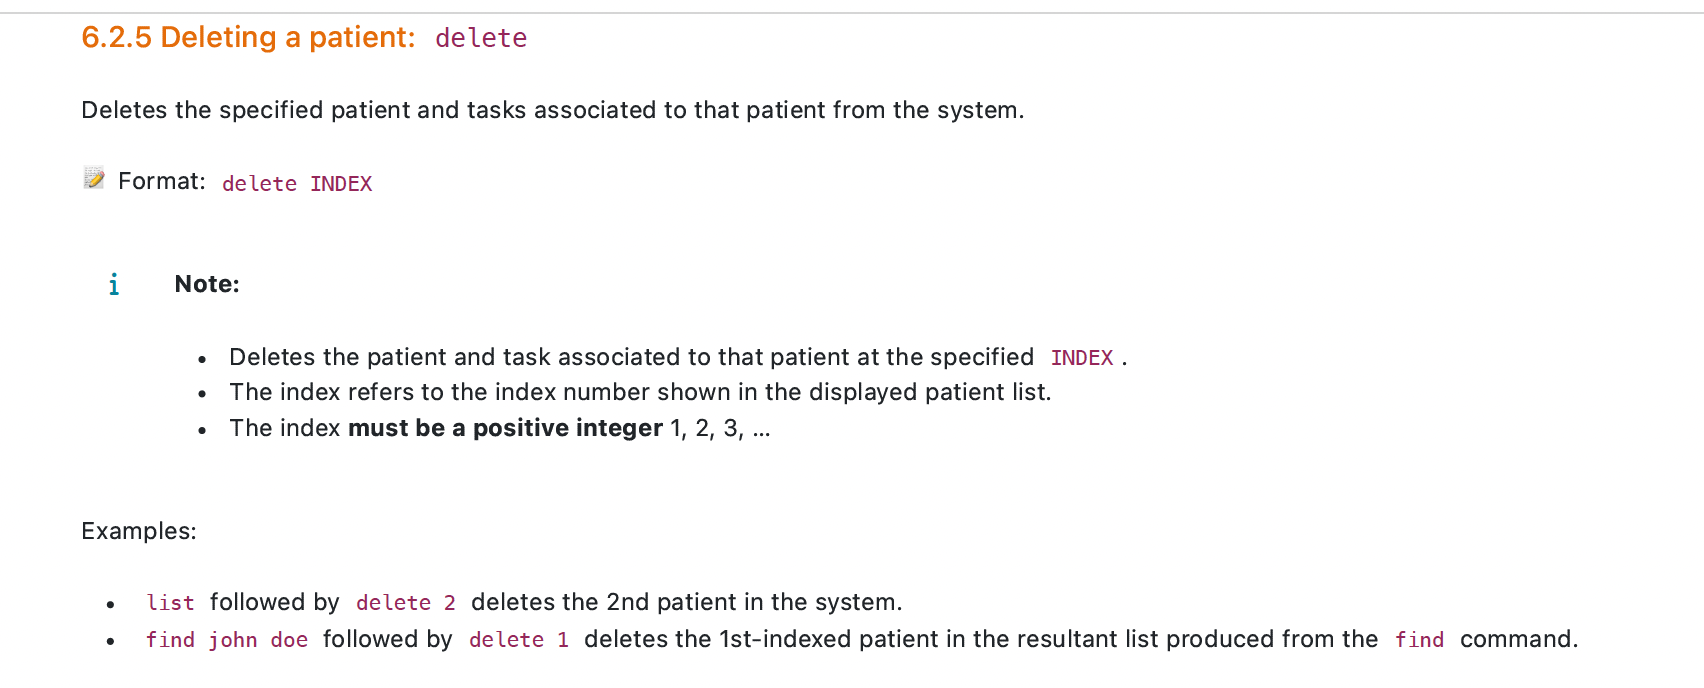 6.2.5 Deleting a patient: delete
Deletes the specified patient and tasks associated to that patient from the system.
Format: delete INDEX
i Note:
• Deletes the patient and task associated to that patient at the specified INDEX .
• The index refers to the index number shown in the displayed patient list.
• The index must be a positive integer 1, 2, 3, …
Examples:
• list followed by delete 2 deletes the 2nd patient in the system.
• find john doe followed by delete 1 deletes the 1st-indexed patient in the resultant list produced from the find command.